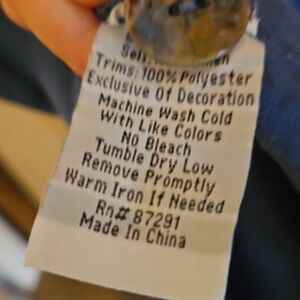 Self:
Trims: 100% Polyester
Exclusive Of Decoration
Machine Wash Cold
With Like Colors
No Bleach
Tumble Dry Low
Remove Promptly
Warm Iron If Needed
Rn# 87291
Made In China